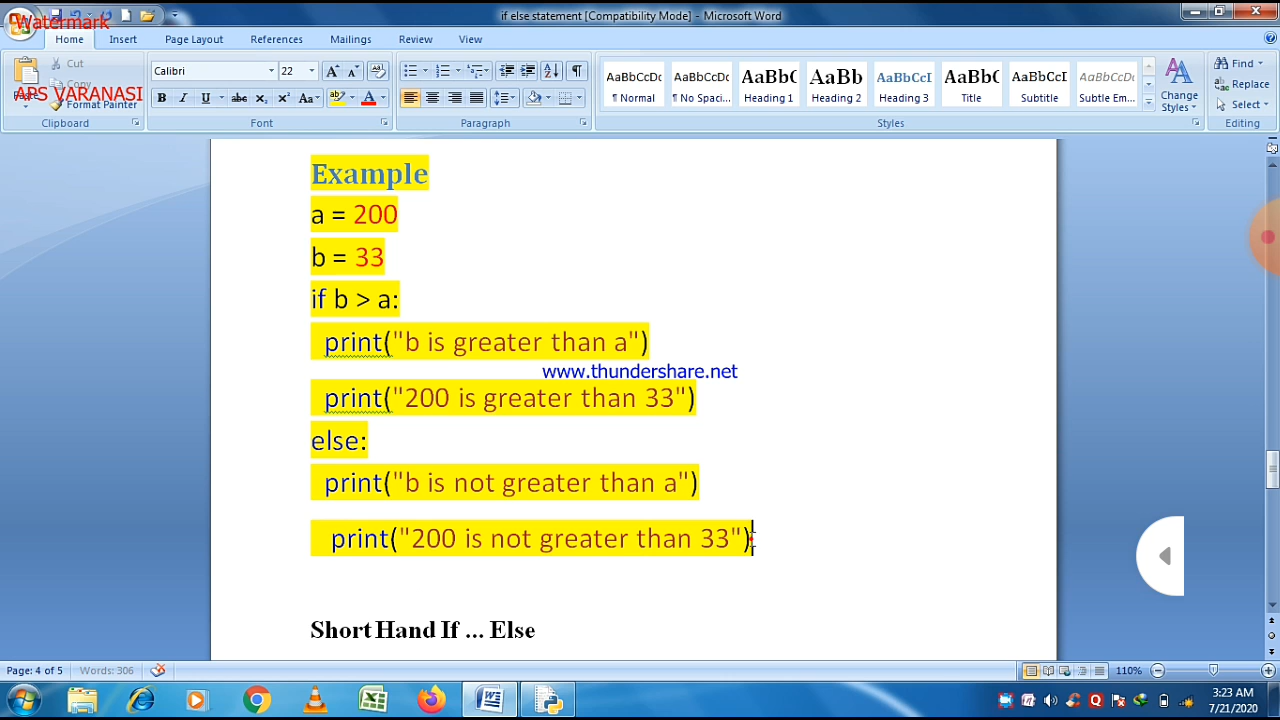 if else statement [Compatibility Mode] - Microsoft Word
Watermark
Home Insert Page Layout References Mailings Review View
Cut
Copy
Format Painter
APS VARANASI
Clipboard
Calibri 22
Font
Paragraph
AaBbCcDc AaBbCcDc AaBbC AaBb AaBbCcI AaBbC AaBbCcI AaBbCcDc
¶ Normal ¶ No Spaci... Heading 1 Heading 2 Heading 3 Title Subtitle Subtle Em...
Change Styles
Styles
Find
Replace
Select
Editing
Example
a = 200
b = 33
if b > a:
print("b is greater than a")
www.thundershare.net
print("200 is greater than 33")
else:
print("b is not greater than a")
print("200 is not greater than 33")
Short Hand If ... Else
Page: 4 of 5 Words: 306 110%
3:23 AM
7/21/2020